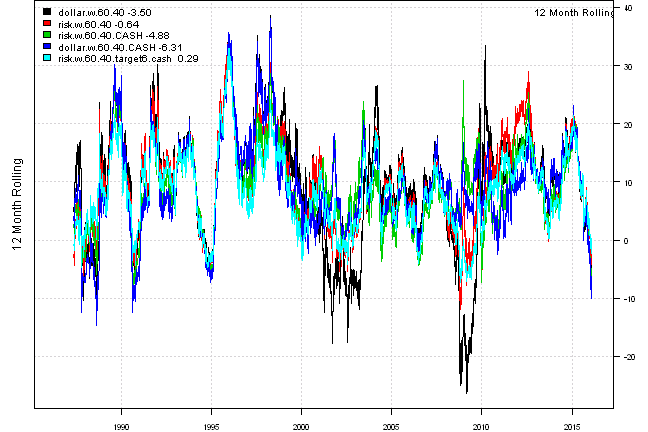 dollar.w.60.40 -3.50
12 Month Rolling
risk.w.60.40 -0.64
risk.w.60.40.CASH -4.88
dollar.w.60.40.CASH -6.31
risk.w.60.40.target6.cash 0.29
12 Month Rolling
40
30
20
10
0
-10
-20
1990
1995
2000
2005
2010
2015